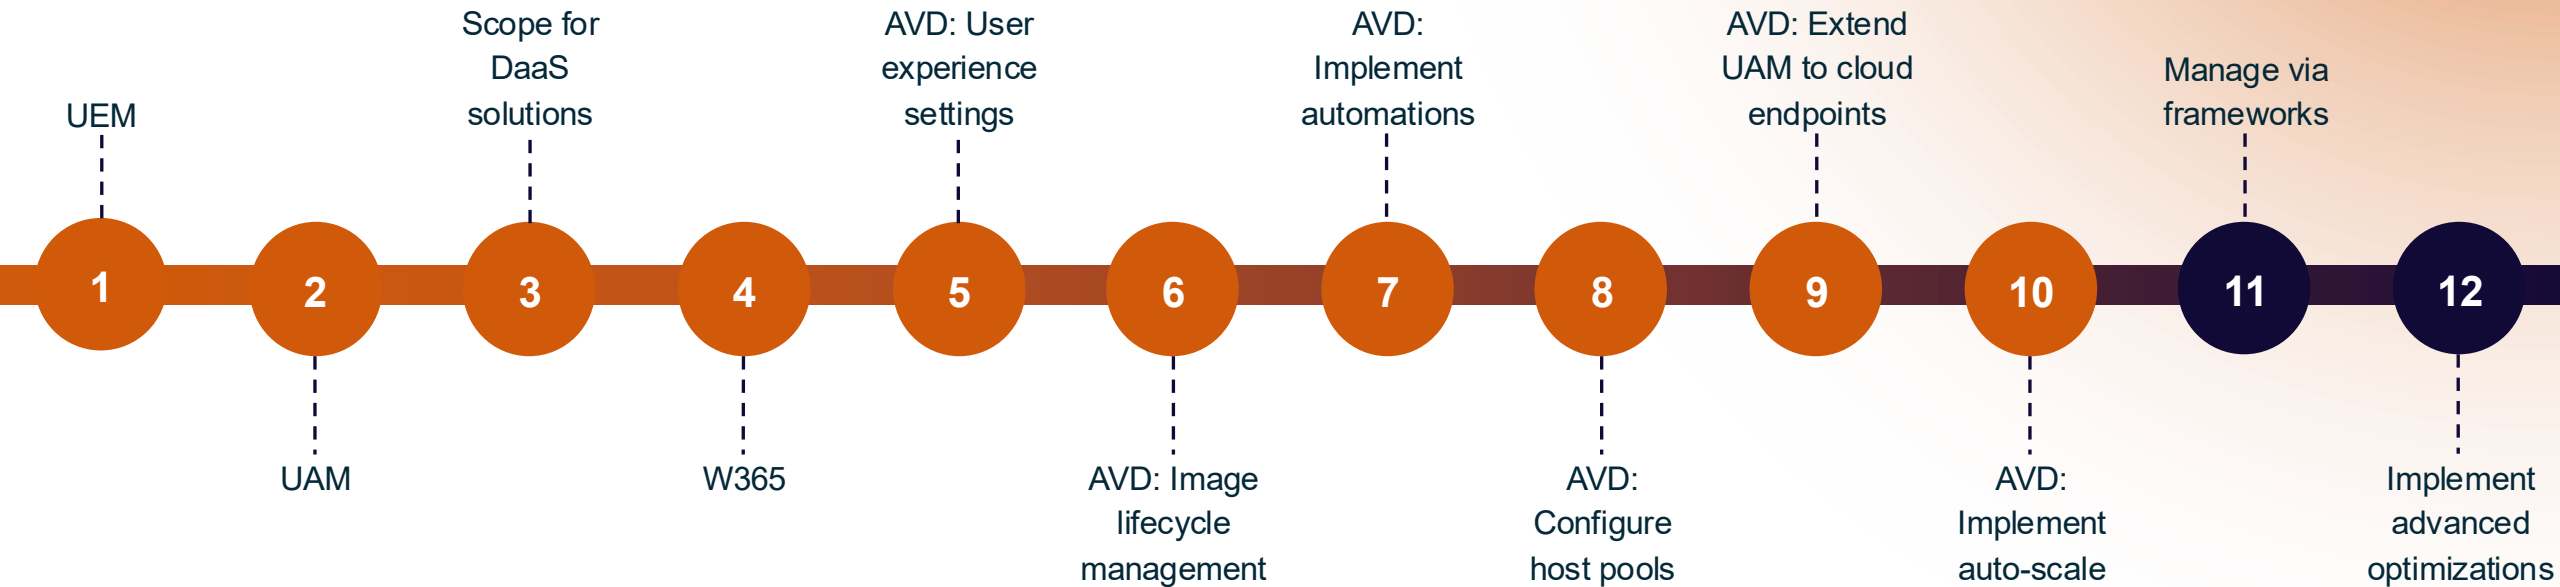 UEM
1
2
UAM
Scope for
DaaS
solutions
3
4
W365
AVD: User
experience
settings
5
6
AVD: Image
lifecycle
management
AVD:
Implement
automations
7
8
AVD:
Configure
host pools
AVD: Extend
UAM to cloud
endpoints
9
10
AVD:
Implement
auto-scale
Manage via
frameworks
11
12
Implement
advanced
optimizations